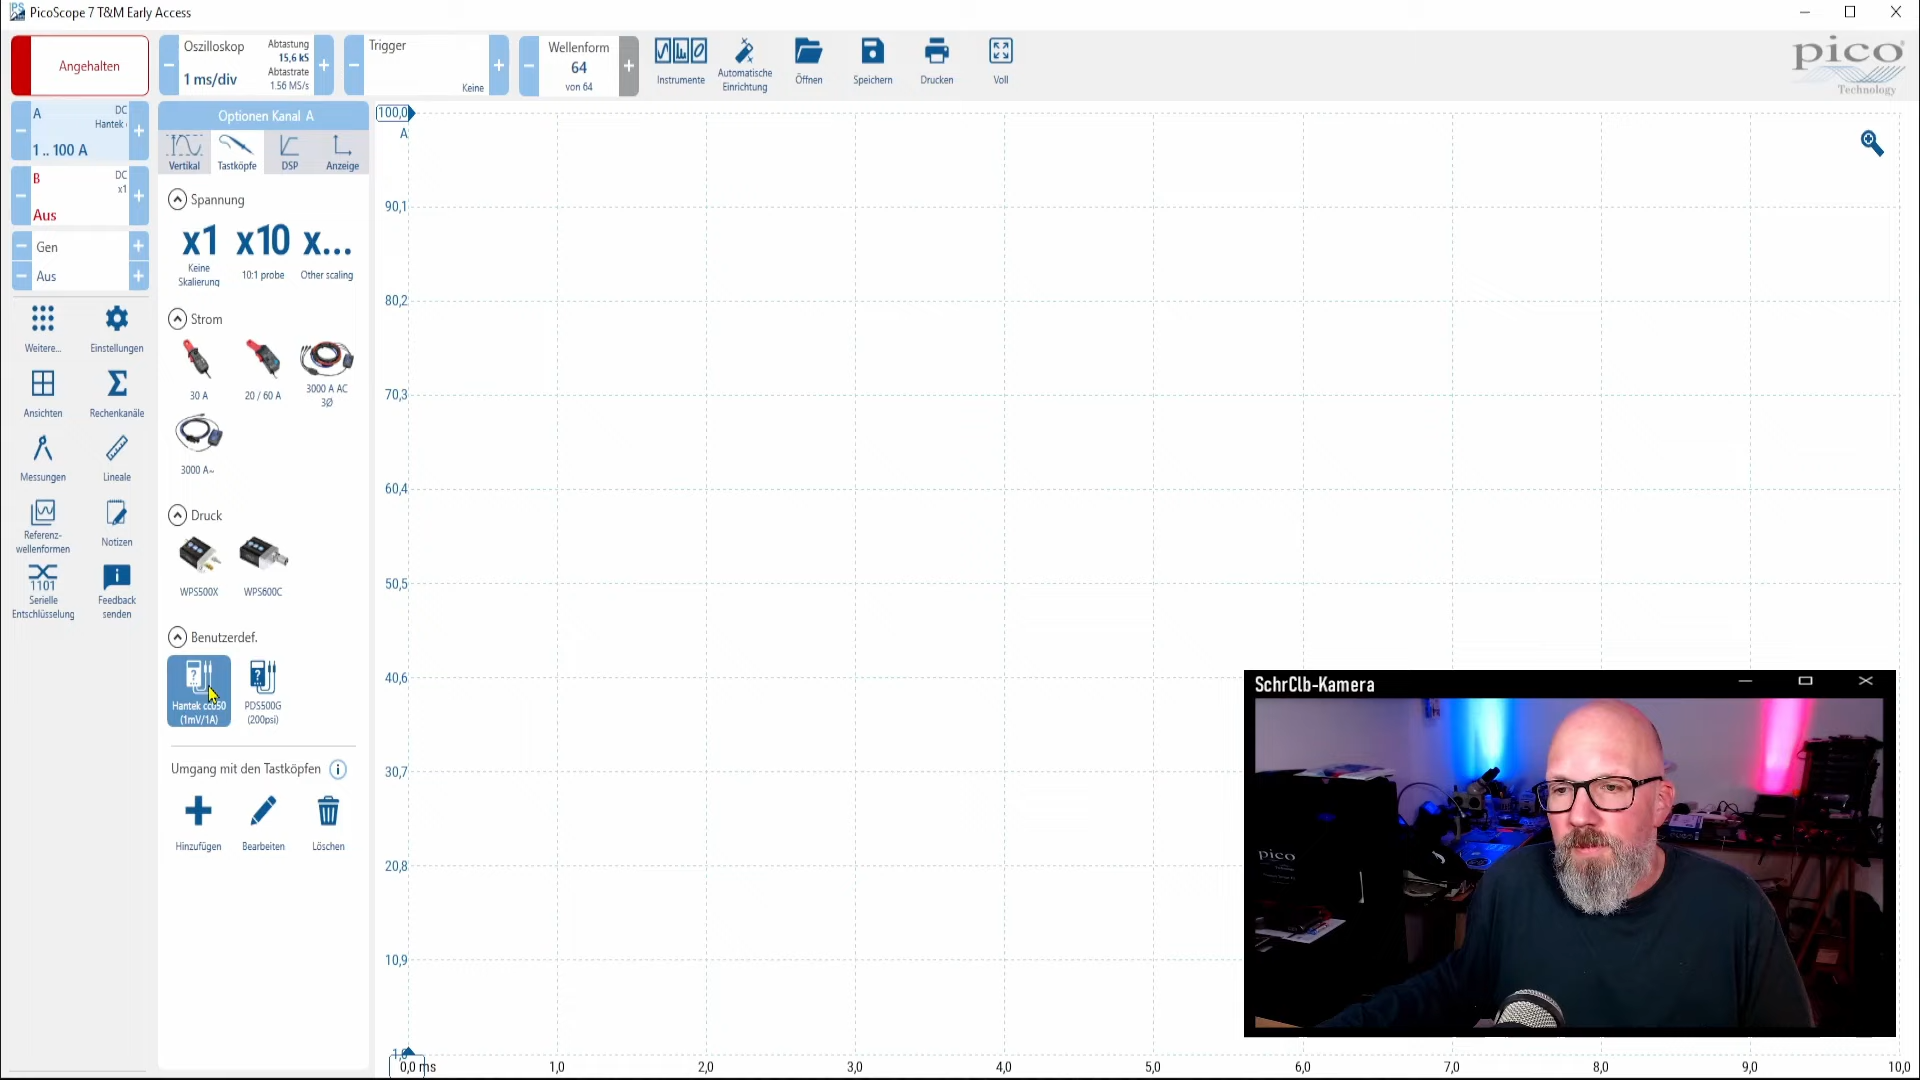 PicoScope 7 T&M Early Access
Angehalten
Oszilloskop
1 ms/div
Abtastung
15,6 kS
Abtastrate
1.56 MS/s
Trigger
Keine
Wellenform
64
von 64
Instrumente
Automatische
Einrichtung
Öffnen
Speichern
Drucken
Voll
pico
Technology
A
DC
Hantek
1 .. 100 A
B
DC
x1
Aus
Gen
Aus
Weitere...
Einstellungen
Ansichten
Rechenkanäle
Messungen
Lineale
Referenz-
wellenformen
Notizen
1101
Serielle
Entschlüsselung
Feedback
senden
Optionen Kanal A
Vertikal
Tastköpfe
DSP
Anzeige
Spannung
x1
x10
x...
Keine
Skalierung
10:1 probe
Other scaling
Strom
30 A
20 / 60 A
3000 A AC
3Ø
3000 A~
Druck
WPS500X
WPS600C
Benutzerdef.
Hantek cc650
(1mV/1A)
PDS500G
(200psi)
Umgang mit den Tastköpfen
Hinzufügen
Bearbeiten
Löschen
100,0
A
90,1
80,2
70,3
60,4
50,5
40,6
30,7
20,8
10,9
0,0 ms
1,0
2,0
3,0
4,0
5,0
6,0
7,0
8,0
9,0
10,0
SchrClb-Kamera
pico